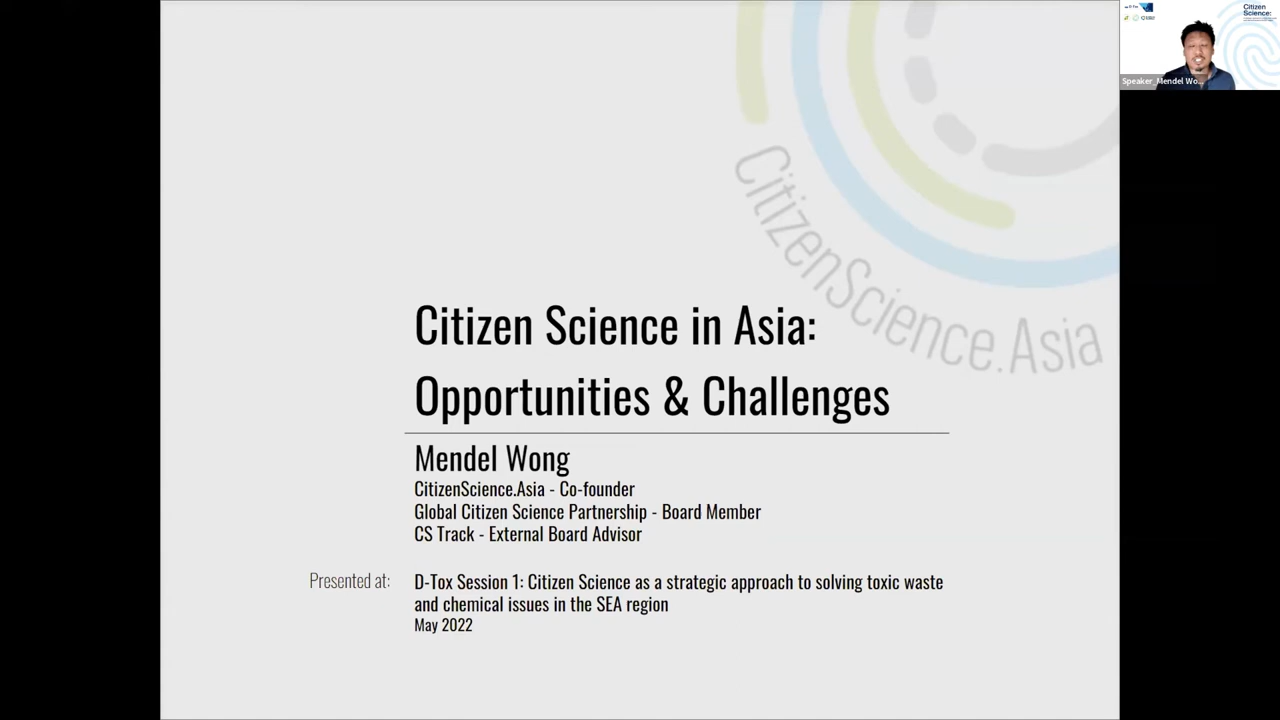 Citizen
Science:
Speaker_Mendel Wo...
CitizenScience.Asia
Citizen Science in Asia:
Opportunities & Challenges
Mendel Wong
CitizenScience.Asia - Co-founder
Global Citizen Science Partnership - Board Member
CS Track - External Board Advisor
Presented at:
D-Tox Session 1: Citizen Science as a strategic approach to solving toxic waste
and chemical issues in the SEA region
May 2022